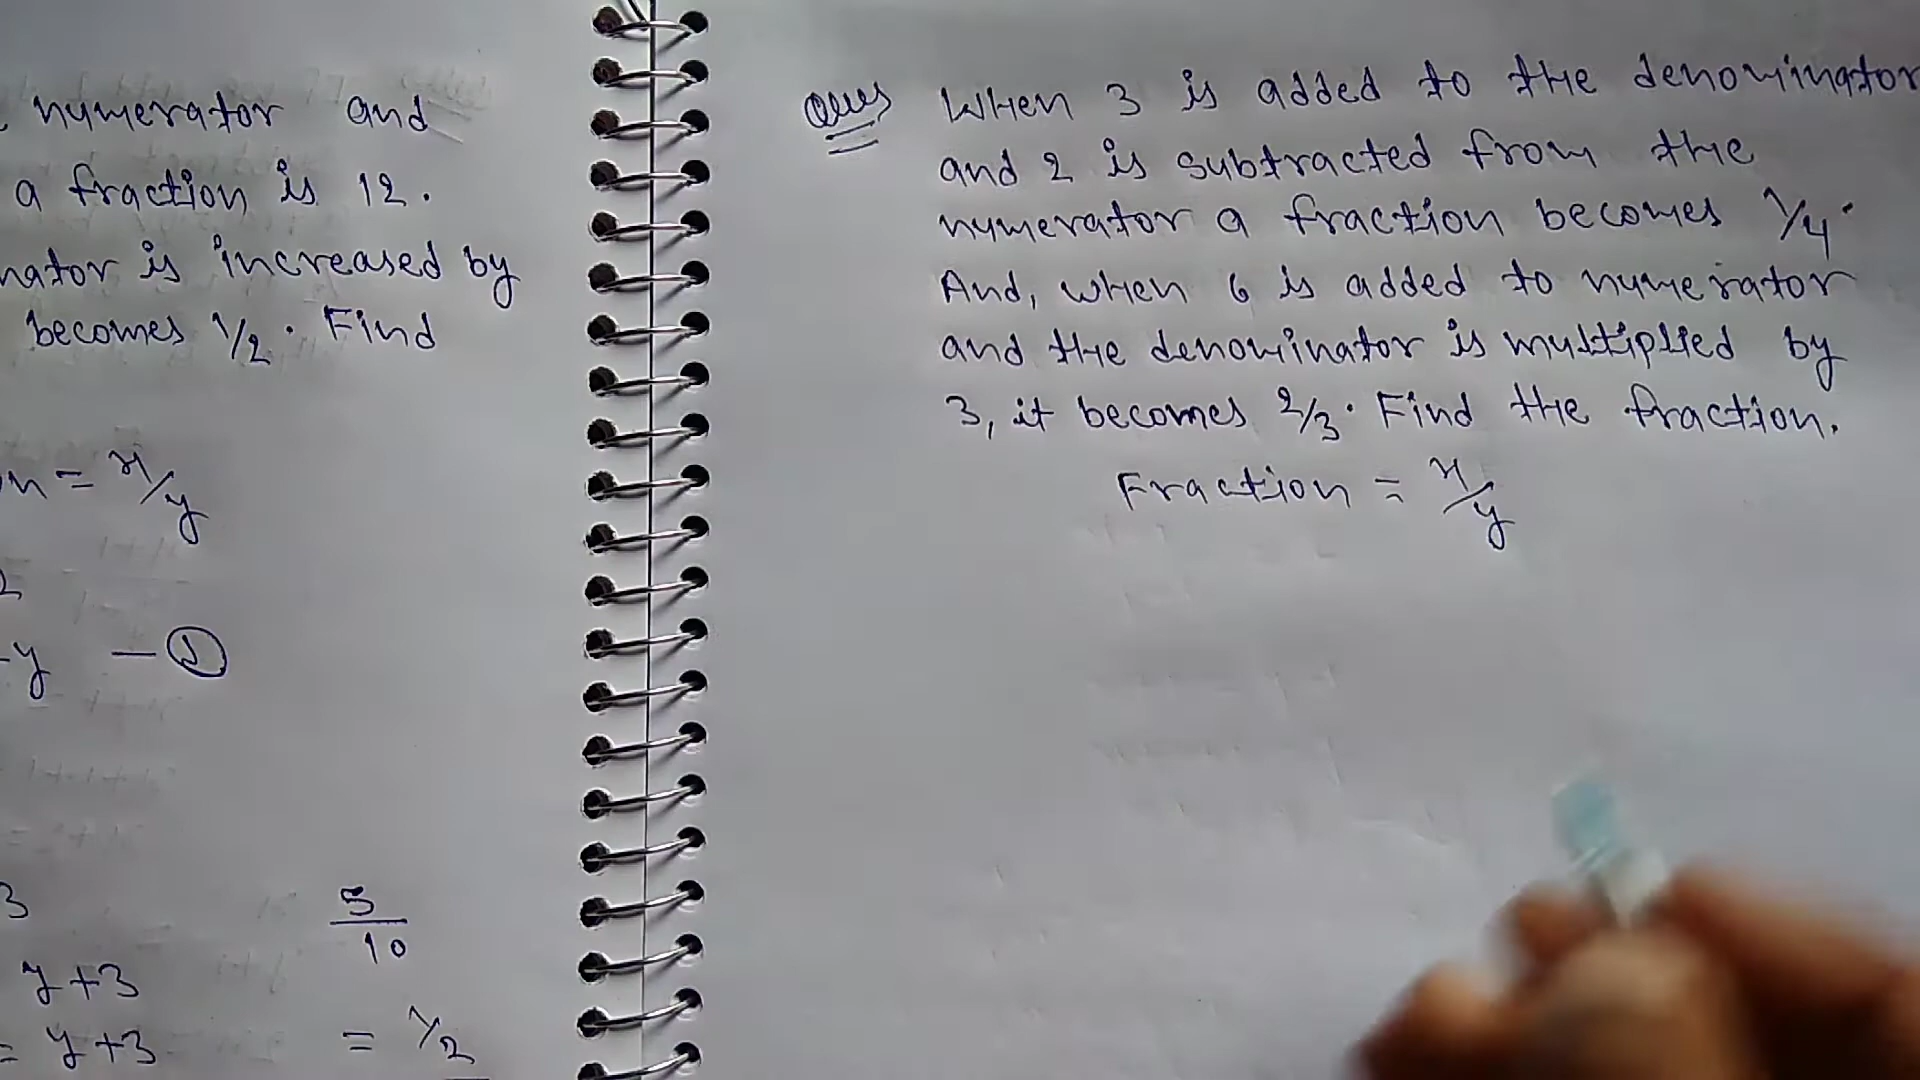 numerator and
a fraction is 12.
nator is increased by
becomes 1/2. Find
n = x/y
y - 1
3
5/10
y+3
= y+3
= 1/2
Ques When 3 is added to the denominator
and 2 is subtracted from the
numerator a fraction becomes 1/4.
And, when 6 is added to numerator
and the denominator is multiplied by
3, it becomes 2/3. Find the fraction.
Fraction = x/y